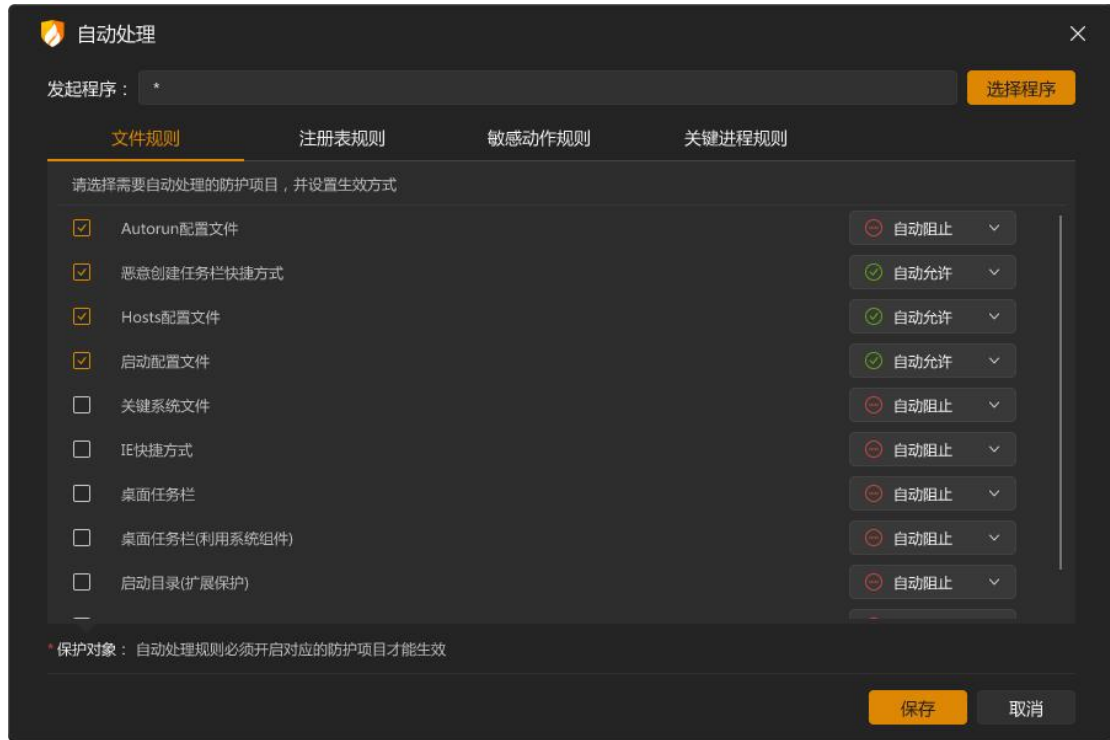 自动处理
发起程序： * 选择程序
文件规则 注册表规则 敏感动作规则 关键进程规则
请选择需要自动处理的防护项目，并设置生效方式
Autorun配置文件 自动阻止
恶意创建任务栏快捷方式 自动允许
Hosts配置文件 自动允许
启动配置文件 自动允许
关键系统文件 自动阻止
IE快捷方式 自动阻止
桌面任务栏 自动阻止
桌面任务栏(利用系统组件) 自动阻止
启动目录(扩展保护) 自动阻止
*保护对象： 自动处理规则必须开启对应的防护项目才能生效
保存 取消